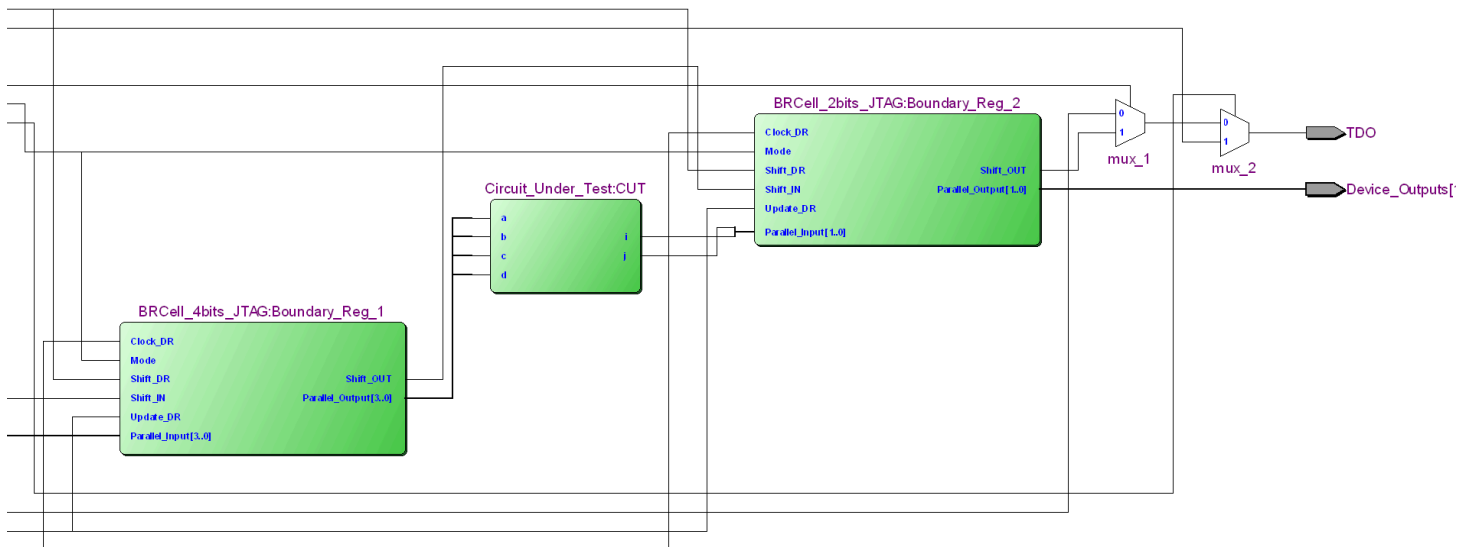 BRCell_2bits_JTAG:Boundary_Reg_2
Clock_DR
Mode
Shift_DR
Shift_IN
Update_DR
Parallel_Input[1..0]
Shift_OUT
Parallel_Output[1..0]
0
1
mux_1
0
1
mux_2
TDO
Device_Outputs[
Circuit_Under_Test:CUT
a
b
c
d
i
j
BRCell_4bits_JTAG:Boundary_Reg_1
Clock_DR
Mode
Shift_DR
Shift_IN
Update_DR
Parallel_Input[3..0]
Shift_OUT
Parallel_Output[3..0]